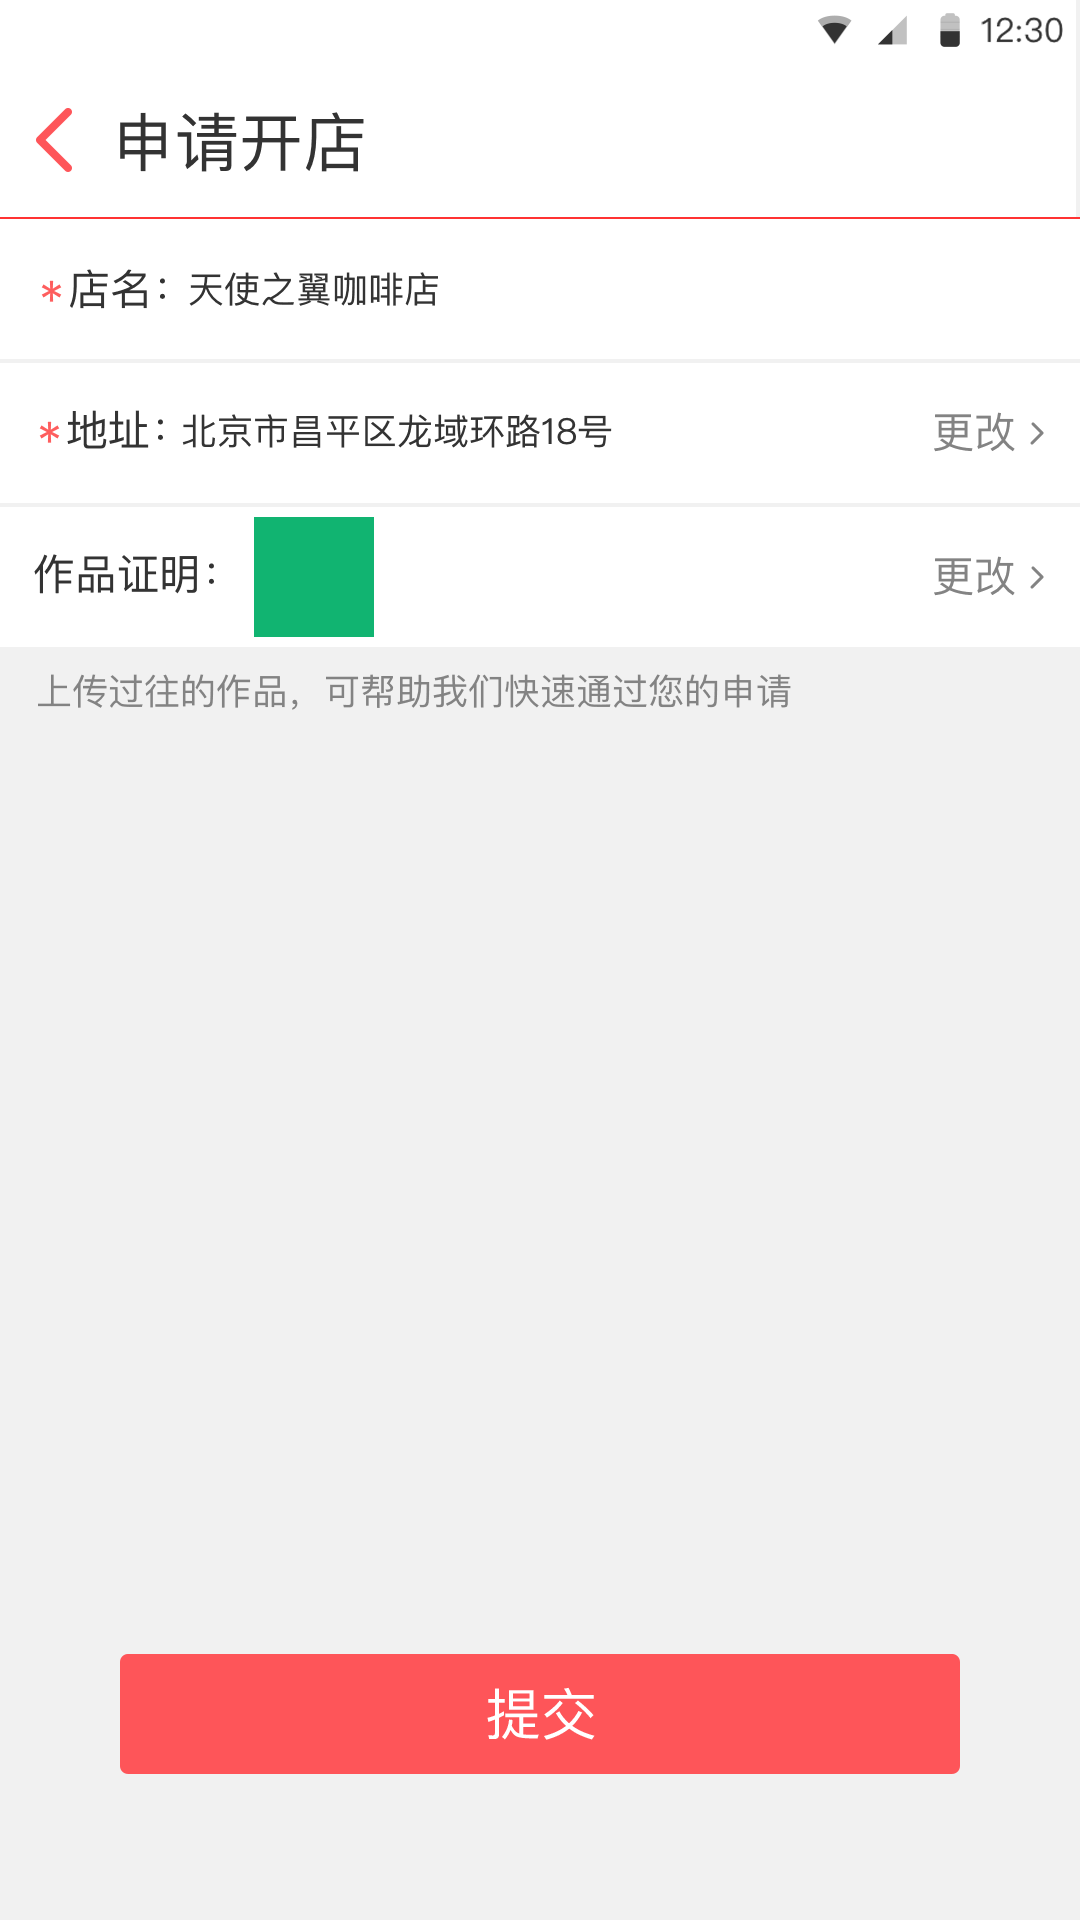 12:30
申请开店
*店名：天使之翼咖啡店
*地址：北京市昌平区龙域环路18号 更改 >
作品证明： 更改 >
上传过往的作品，可帮助我们快速通过您的申请
提交